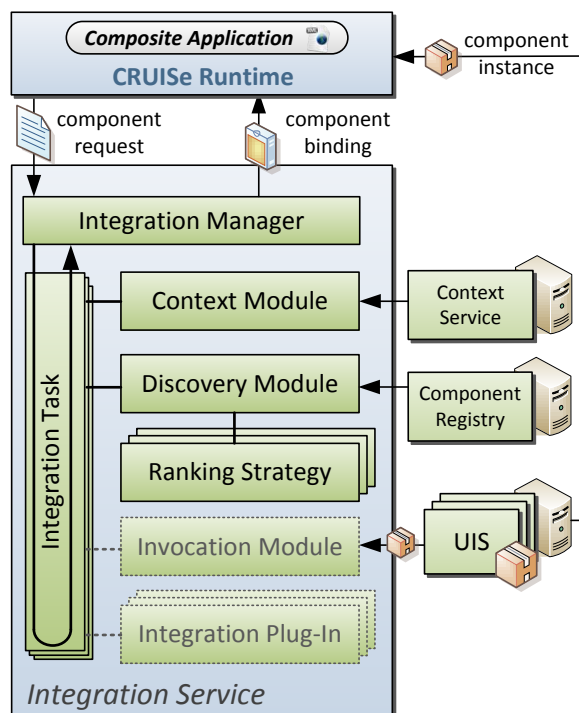 Composite Application
CRUISe Runtime
component
instance
component
request
component
binding
Integration Manager
Context Module
Context
Service
Discovery Module
Component
Registry
Integration Task
Ranking Strategy
Invocation Module
UIS
Integration Plug-In
Integration Service